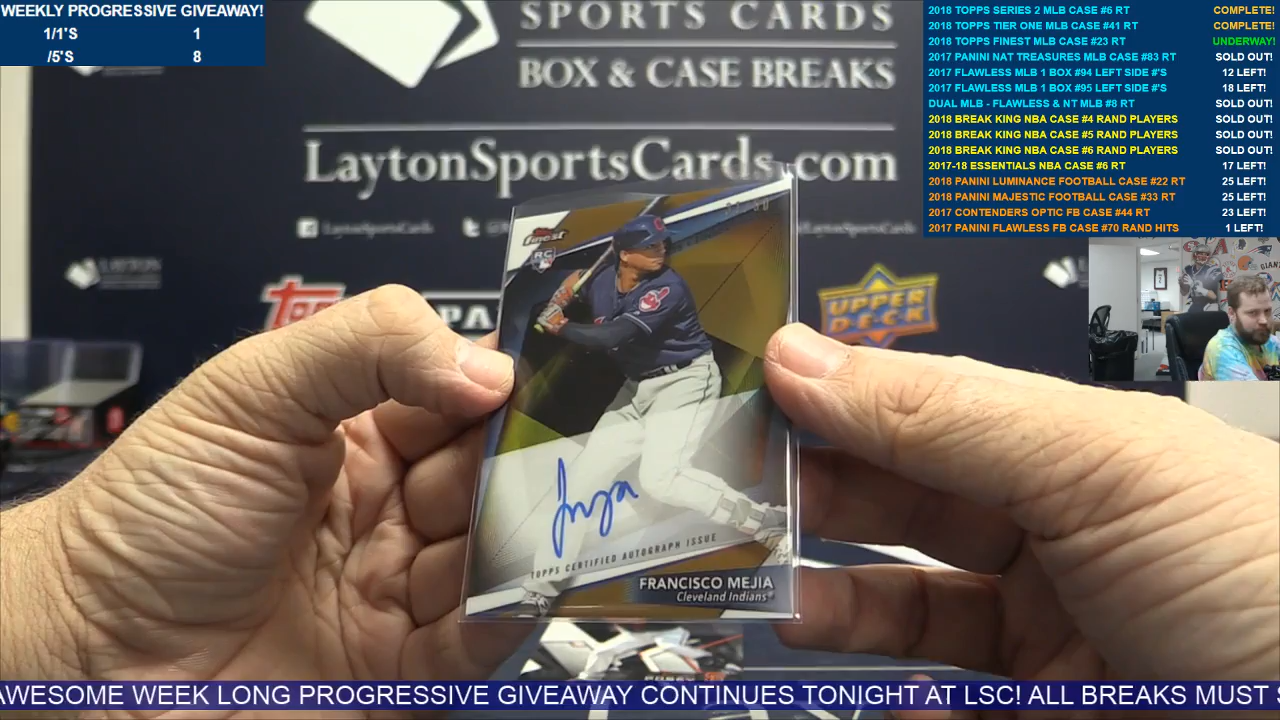 WEEKLY PROGRESSIVE GIVEAWAY!
1/1'S 1
/5'S 8
SPORTS CARDS
BOX & CASE BREAKS
LaytonSportsCards.com
LaytonSportsCards
LAYTON
UPPER DECK
finest
RC
TOPPS CERTIFIED AUTOGRAPH ISSUE
FRANCISCO MEJIA
Cleveland Indians
2018 TOPPS SERIES 2 MLB CASE #6 RT COMPLETE!
2018 TOPPS TIER ONE MLB CASE #41 RT COMPLETE!
2018 TOPPS FINEST MLB CASE #23 RT UNDERWAY!
2017 PANINI NAT TREASURES MLB CASE #83 RT SOLD OUT!
2017 FLAWLESS MLB 1 BOX #94 LEFT SIDE #'S 12 LEFT!
2017 FLAWLESS MLB 1 BOX #95 LEFT SIDE #'S 18 LEFT!
DUAL MLB - FLAWLESS & NT MLB #8 RT SOLD OUT!
2018 BREAK KING NBA CASE #4 RAND PLAYERS SOLD OUT!
2018 BREAK KING NBA CASE #5 RAND PLAYERS SOLD OUT!
2018 BREAK KING NBA CASE #6 RAND PLAYERS SOLD OUT!
2017-18 ESSENTIALS NBA CASE #6 RT 17 LEFT!
2018 PANINI LUMINANCE FOOTBALL CASE #22 RT 25 LEFT!
2018 PANINI MAJESTIC FOOTBALL CASE #33 RT 25 LEFT!
2017 CONTENDERS OPTIC FB CASE #44 RT 23 LEFT!
2017 PANINI FLAWLESS FB CASE #70 RAND HITS 1 LEFT!
AWESOME WEEK LONG PROGRESSIVE GIVEAWAY CONTINUES TONIGHT AT LSC! ALL BREAKS MUST S